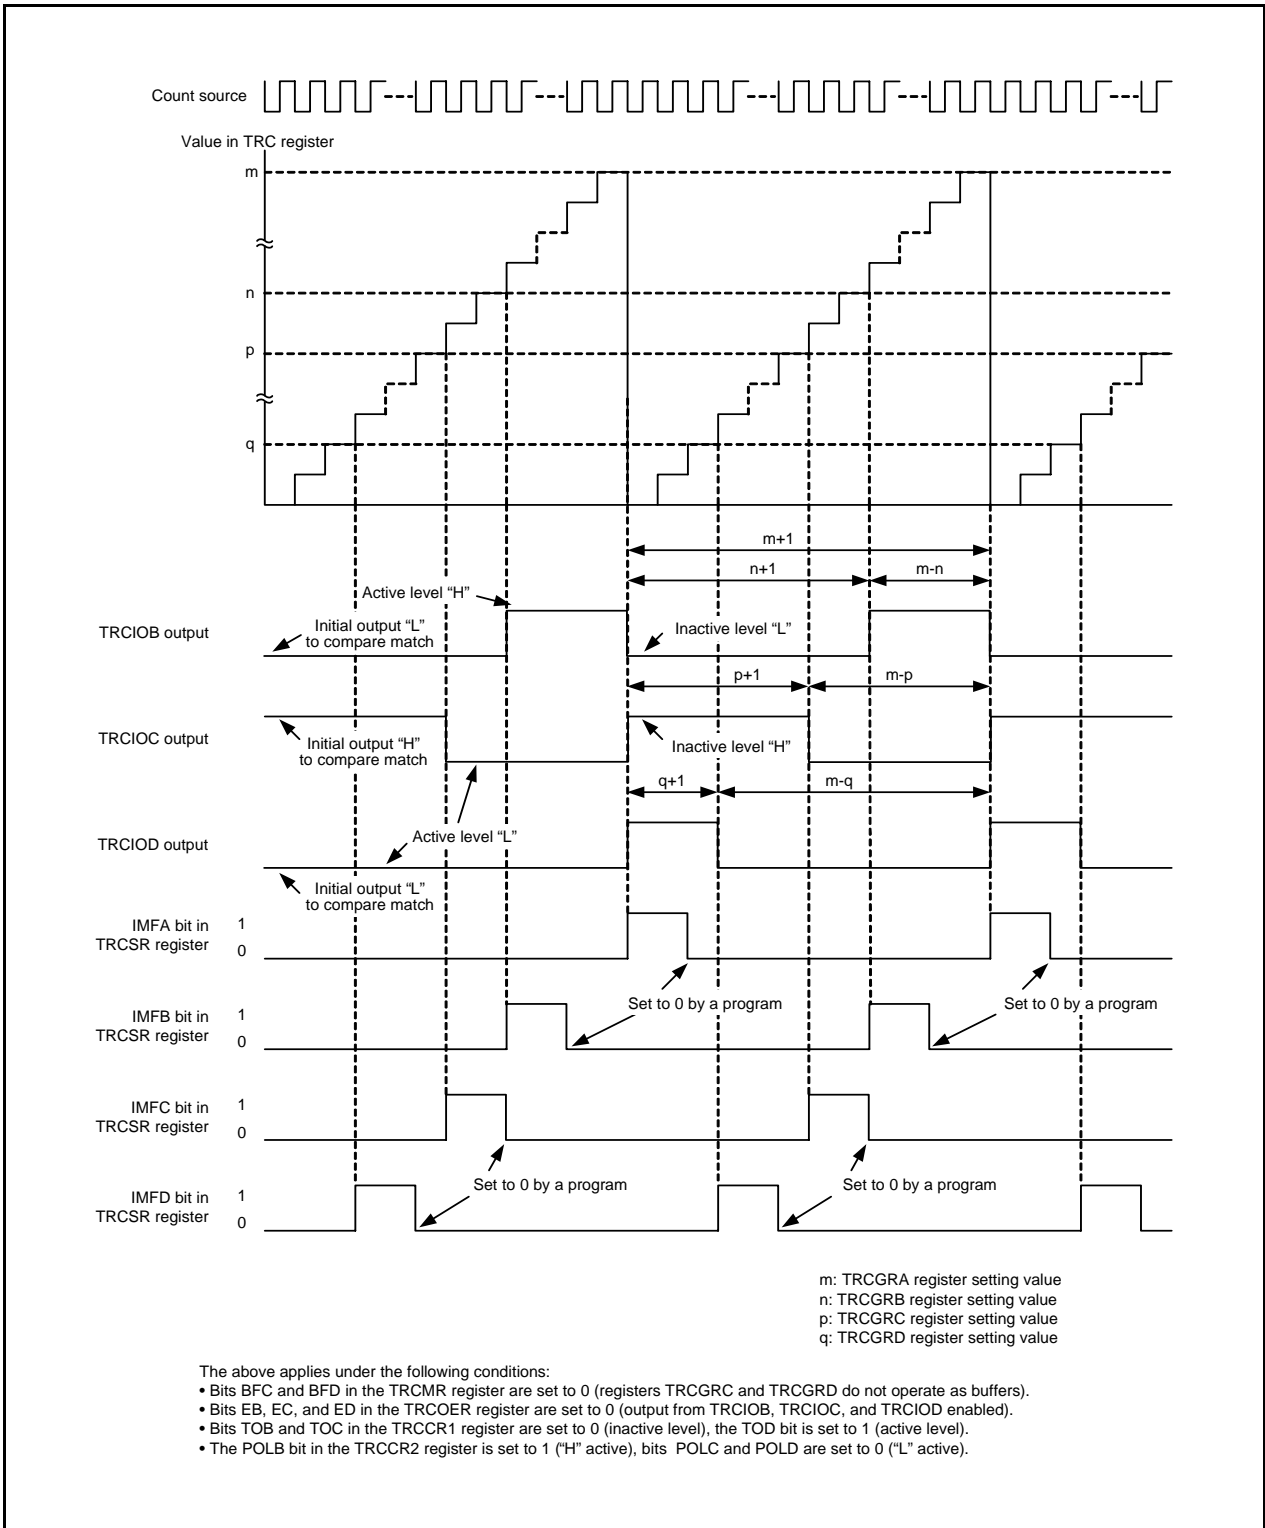 Count source
Value in TRC register
m
n
p
q
m+1
n+1
m-n
Active level “H”
TRCIOB output
Initial output “L”
to compare match
Inactive level “L”
p+1
m-p
TRCIOC output
Initial output “H”
to compare match
Inactive level “H”
q+1
m-q
Active level “L”
TRCIOD output
Initial output “L”
to compare match
IMFA bit in
TRCSR register
1
0
Set to 0 by a program
Set to 0 by a program
IMFB bit in
TRCSR register
1
0
IMFC bit in
TRCSR register
1
0
Set to 0 by a program
Set to 0 by a program
IMFD bit in
TRCSR register
1
0
m: TRCGRA register setting value
n: TRCGRB register setting value
p: TRCGRC register setting value
q: TRCGRD register setting value
The above applies under the following conditions:
• Bits BFC and BFD in the TRCMR register are set to 0 (registers TRCGRC and TRCGRD do not operate as buffers).
• Bits EB, EC, and ED in the TRCOER register are set to 0 (output from TRCIOB, TRCIOC, and TRCIOD enabled).
• Bits TOB and TOC in the TRCCR1 register are set to 0 (inactive level), the TOD bit is set to 1 (active level).
• The POLB bit in the TRCCR2 register is set to 1 (“H” active), bits POLC and POLD are set to 0 (“L” active).